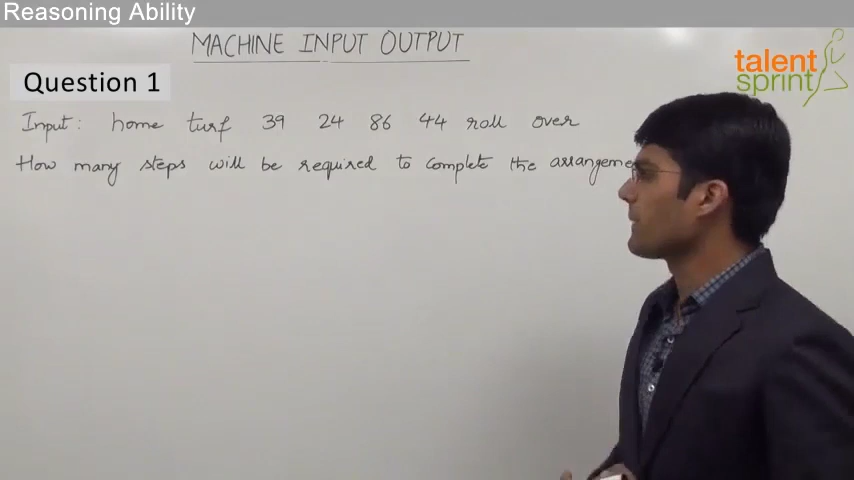 Reasoning Ability
MACHINE INPUT OUTPUT
talent
sprint
Question 1
Input: home turf 39 24 86 44 roll over
How many steps will be required to complete the arrangeme